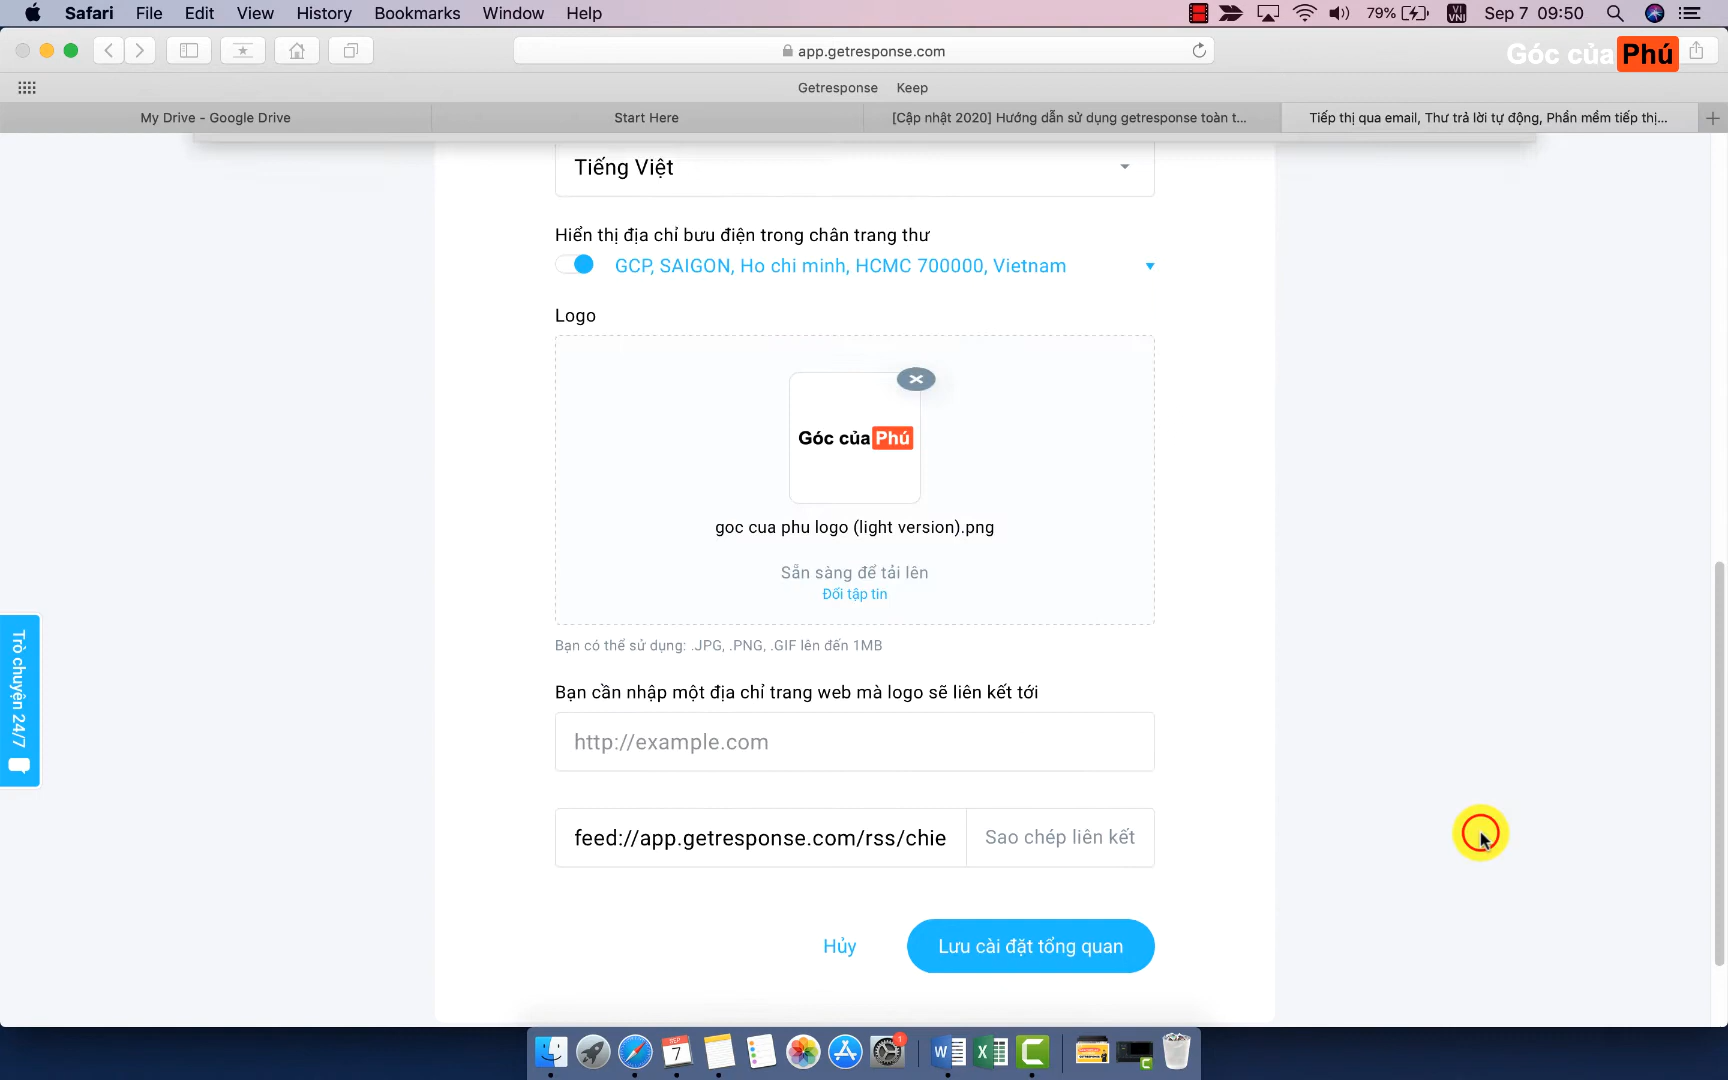 Safari File Edit View History Bookmarks Window Help 79% VI VNI Sep 7 09:50
app.getresponse.com
Góc của Phú
Getresponse Keep
My Drive - Google Drive Start Here [Cập nhật 2020] Hướng dẫn sử dụng getresponse toàn t... Tiếp thị qua email, Thư trả lời tự động, Phần mềm tiếp thị...
Tiếng Việt
Hiển thị địa chỉ bưu điện trong chân trang thư
GCP, SAIGON, Ho chi minh, HCMC 700000, Vietnam
Logo
Góc của Phú
goc cua phu logo (light version).png
Sẵn sàng để tải lên
Đổi tập tin
Bạn có thể sử dụng: .JPG, .PNG, .GIF lên đến 1MB
Trò chuyện 24/7
Bạn cần nhập một địa chỉ trang web mà logo sẽ liên kết tới
http://example.com
feed://app.getresponse.com/rss/chie Sao chép liên kết
Hủy Lưu cài đặt tổng quan
SEP
7
1